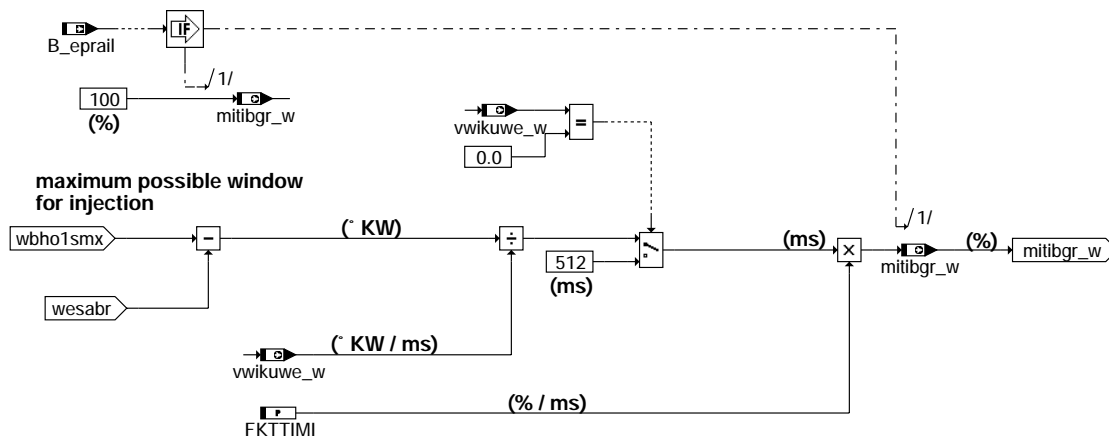 IF
B_eprail
/1/
100
mitibgr_w
(%)
vwikuwe_w
=
0.0
maximum possible window
for injection
/1/
wbho1smx
−
(° KW)
÷
512
(ms)
(ms)
×
mitibgr_w
(%)
mitibgr_w
wesabr
(° KW / ms)
vwikuwe_w
(% / ms)
P
FKTTIMI